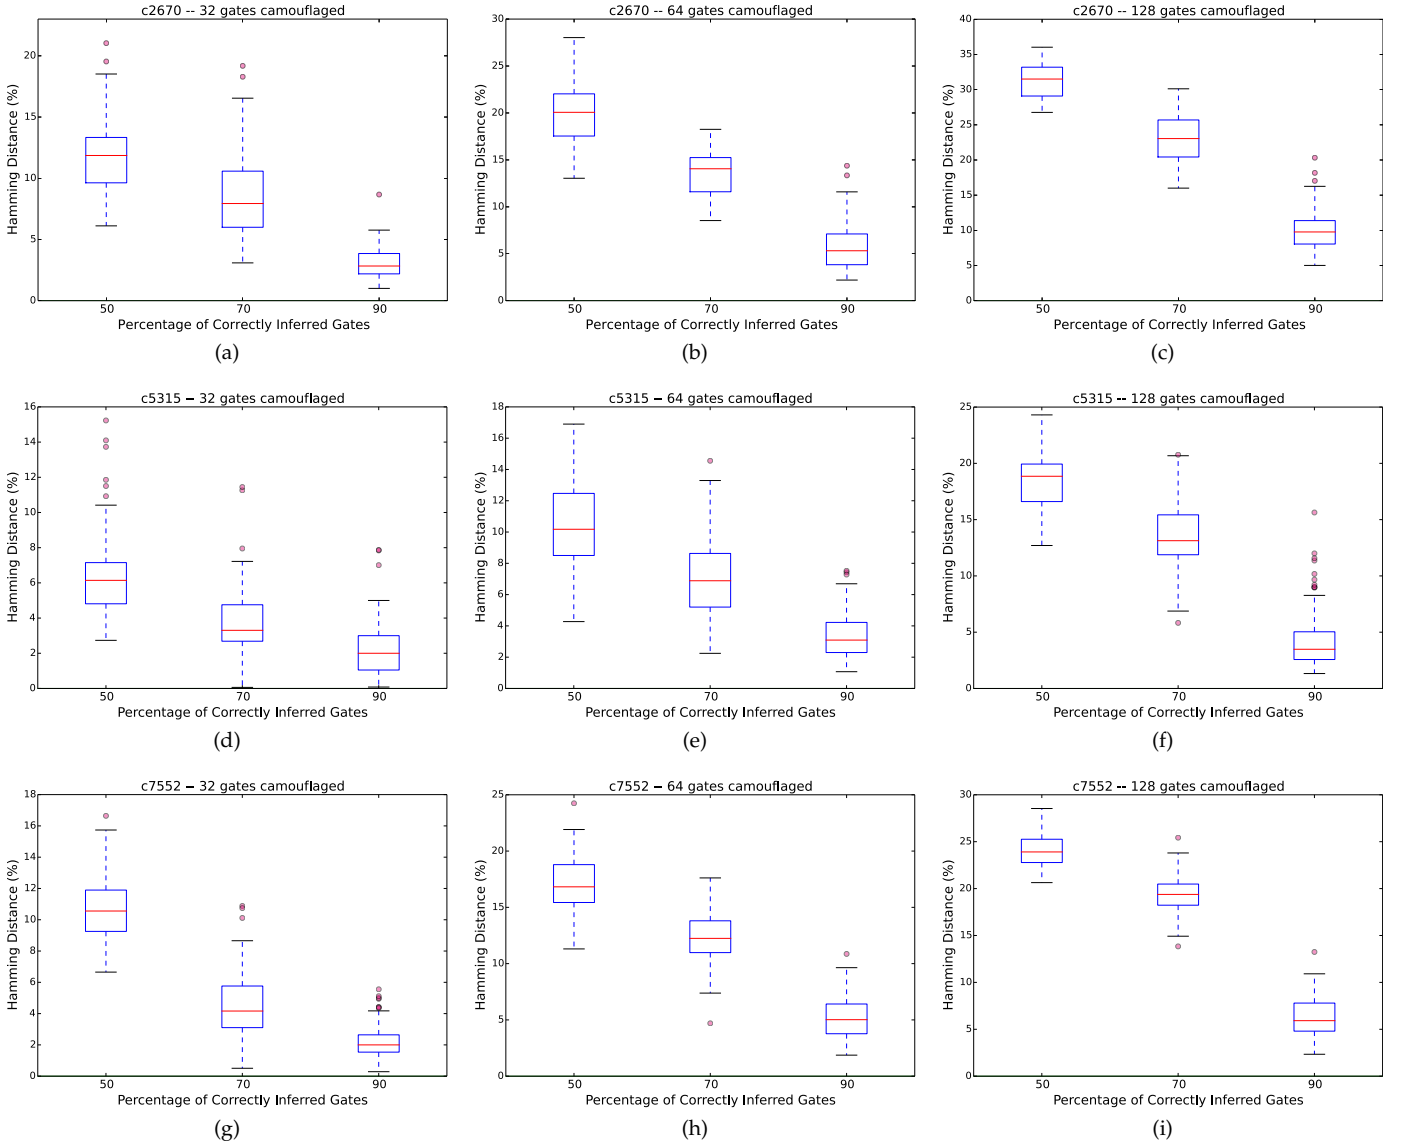 c2670 -- 32 gates camouflaged
Hamming Distance (%)
20
15
10
5
0
50 70 90
Percentage of Correctly Inferred Gates
(a)
c2670 -- 64 gates camouflaged
Hamming Distance (%)
30
25
20
15
10
5
0
50 70 90
Percentage of Correctly Inferred Gates
(b)
c2670 -- 128 gates camouflaged
Hamming Distance (%)
40
35
30
25
20
15
10
5
0
50 70 90
Percentage of Correctly Inferred Gates
(c)
c5315 − 32 gates camouflaged
Hamming Distance (%)
16
14
12
10
8
6
4
2
0
50 70 90
Percentage of Correctly Inferred Gates
(d)
c5315 − 64 gates camouflaged
Hamming Distance (%)
18
16
14
12
10
8
6
4
2
0
50 70 90
Percentage of Correctly Inferred Gates
(e)
c5315 -- 128 gates camouflaged
Hamming Distance (%)
25
20
15
10
5
0
50 70 90
Percentage of Correctly Inferred Gates
(f)
c7552 − 32 gates camouflaged
Hamming Distance (%)
18
16
14
12
10
8
6
4
2
0
50 70 90
Percentage of Correctly Inferred Gates
(g)
c7552 − 64 gates camouflaged
Hamming Distance (%)
25
20
15
10
5
0
50 70 90
Percentage of Correctly Inferred Gates
(h)
c7552 -- 128 gates camouflaged
Hamming Distance (%)
30
25
20
15
10
5
0
50 70 90
Percentage of Correctly Inferred Gates
(i)